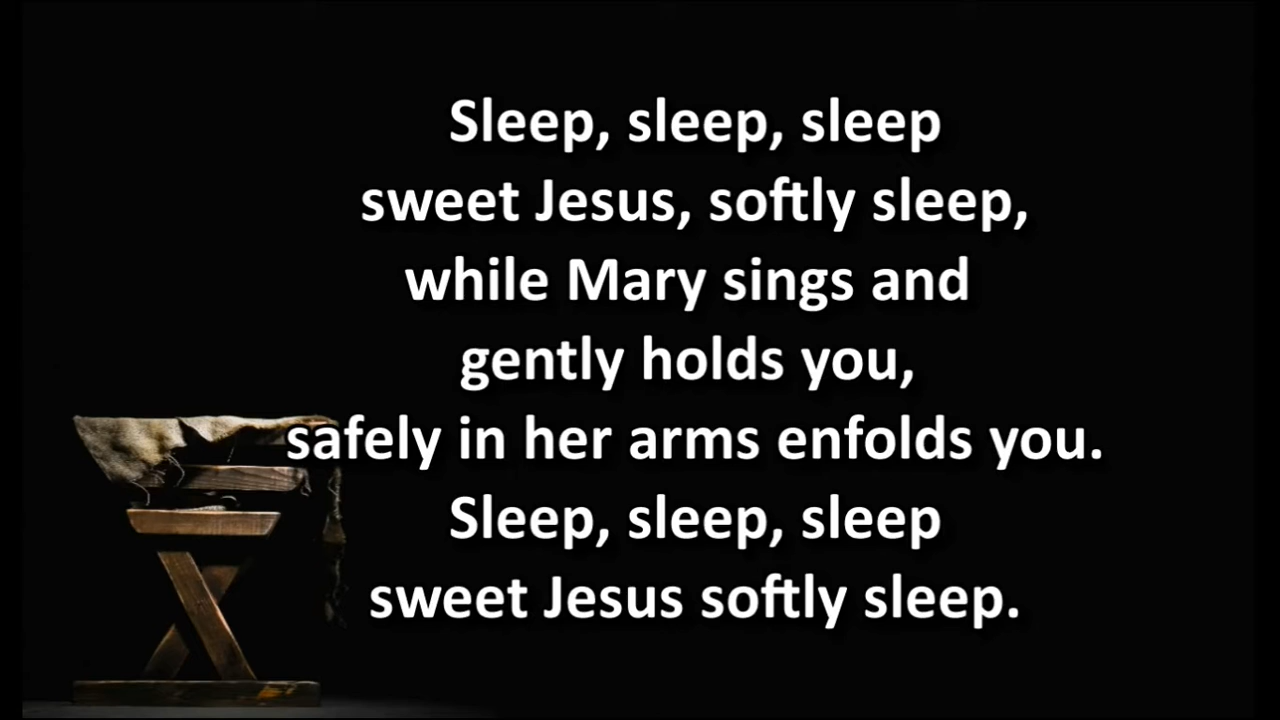 Sleep, sleep, sleep
sweet Jesus, softly sleep,
while Mary sings and
gently holds you,
safely in her arms enfolds you.
Sleep, sleep, sleep
sweet Jesus softly sleep.